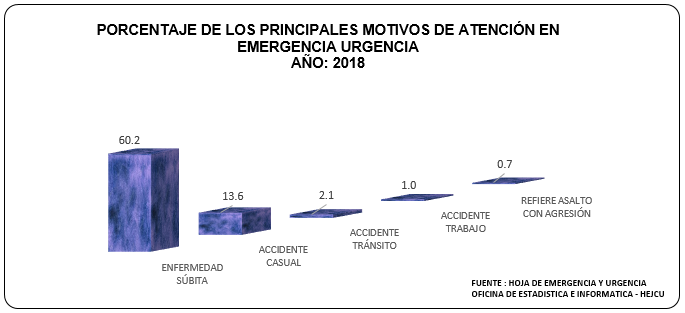 PORCENTAJE DE LOS PRINCIPALES MOTIVOS DE ATENCIÓN EN
EMERGENCIA URGENCIA
AÑO: 2018
60.2
13.6
2.1
1.0
0.7
ENFERMEDAD
SÚBITA
ACCIDENTE
CASUAL
ACCIDENTE
TRÁNSITO
ACCIDENTE
TRABAJO
REFIERE ASALTO
CON AGRESIÓN
FUENTE : HOJA DE EMERGENCIA Y URGENCIA
OFICINA DE ESTADISTICA E INFORMATICA - HEJCU